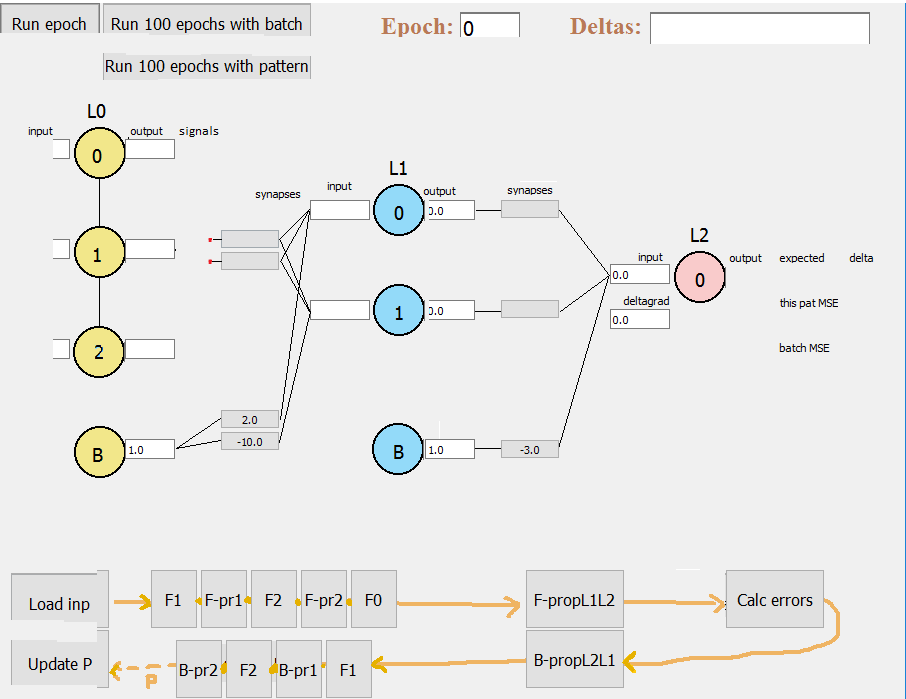 Run epoch
Run 100 epochs with batch
Epoch: 0
Deltas:
Run 100 epochs with pattern
L0
input
output
signals
0
1
2
B
1.0
synapses
2.0
-10.0
L1
input
output
0
0.0
1
0.0
B
1.0
synapses
-3.0
L2
input
0.0
0
output
expected
delta
deltagrad
0.0
this pat MSE
batch MSE
Load inp
F1
F-pr1
F2
F-pr2
F0
F-propL1L2
Calc errors
Update P
P
B-pr2
F2
B-pr1
F1
B-propL2L1